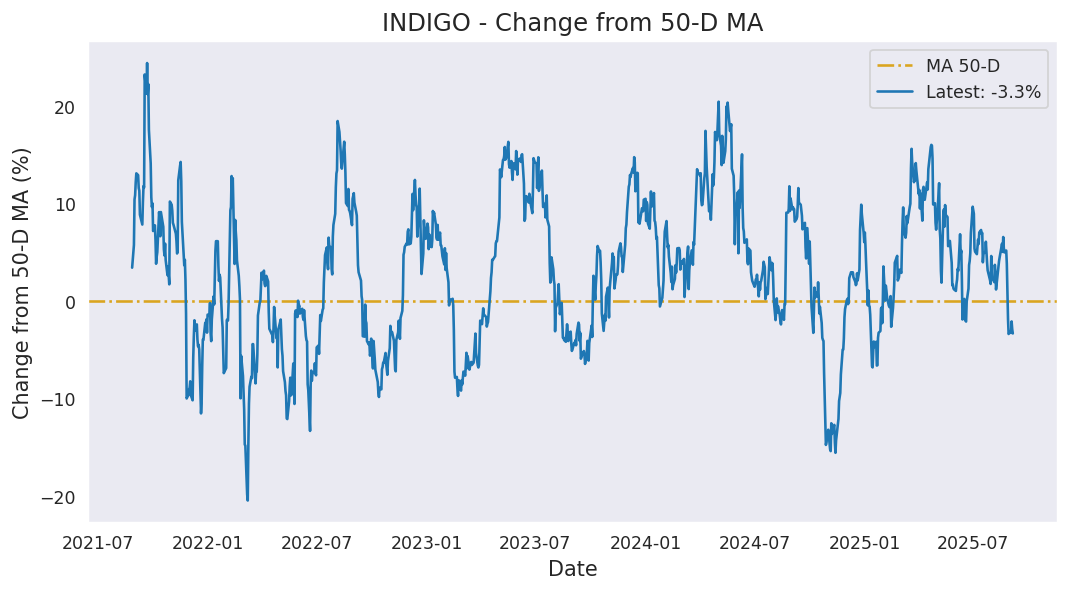 INDIGO - Change from 50-D MA
MA 50-D
Latest: -3.3%
Change from 50-D MA (%)
20
10
0
−10
−20
2021-07 2022-01 2022-07 2023-01 2023-07 2024-01 2024-07 2025-01 2025-07
Date